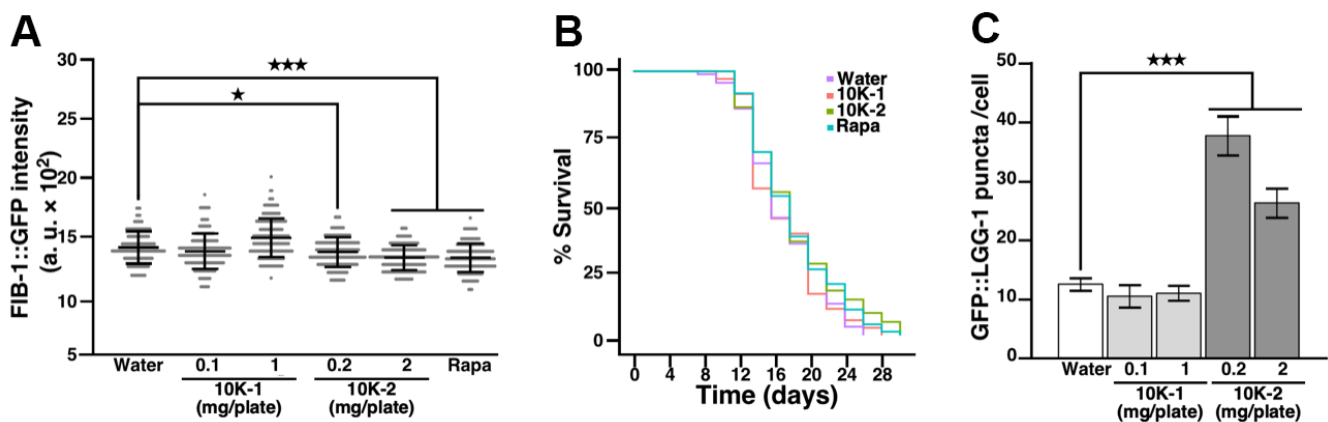 A
FIB-1::GFP intensity
(a. u. × 10²)
30
25
20
15
10
5
★★★
★
Water
0.1
1
0.2
2
Rapa
10K-1
(mg/plate)
10K-2
(mg/plate)
B
% Survival
100
75
50
25
0
Water
10K-1
10K-2
Rapa
0 4 8 12 16 20 24 28
Time (days)
C
GFP::LGG-1 puncta /cell
50
40
30
20
10
0
★★★
Water
0.1
1
0.2
2
10K-1
(mg/plate)
10K-2
(mg/plate)